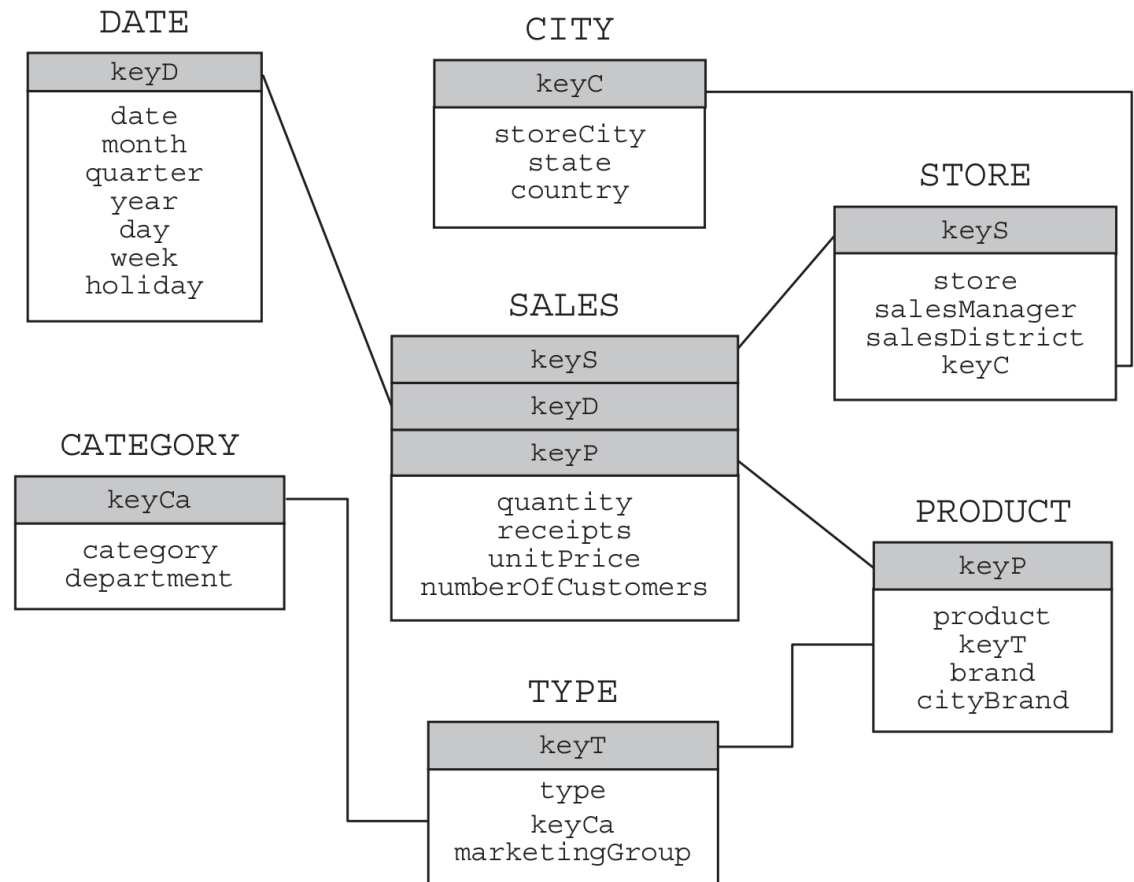 DATE
keyD
date
month
quarter
year
day
week
holiday
CITY
keyC
storeCity
state
country
STORE
keyS
store
salesManager
salesDistrict
keyC
SALES
keyS
keyD
keyP
quantity
receipts
unitPrice
numberOfCustomers
CATEGORY
keyCa
category
department
PRODUCT
keyP
product
keyT
brand
cityBrand
TYPE
keyT
type
keyCa
marketingGroup